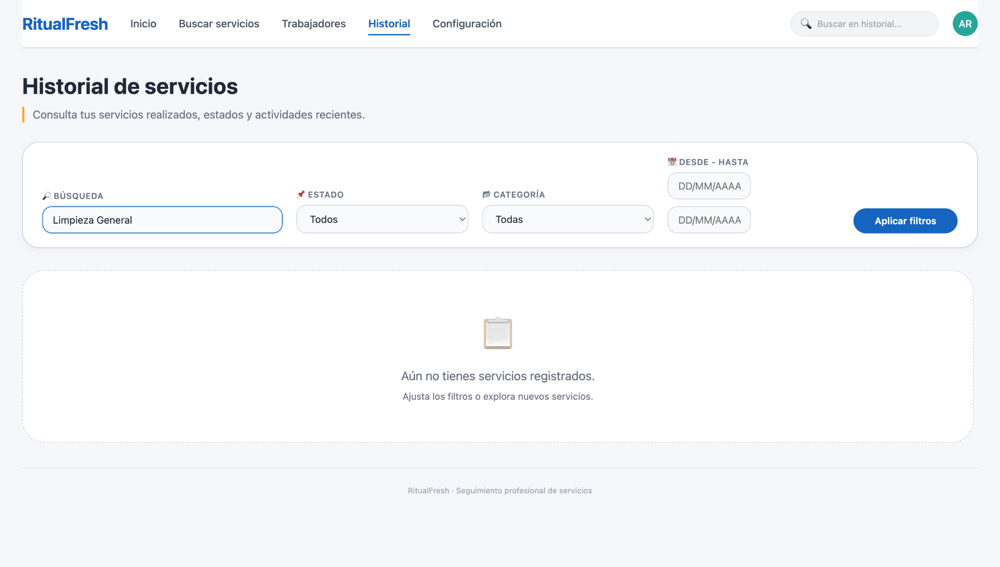 RitualFresh
Inicio
Buscar servicios
Trabajadores
Historial
Configuración
Buscar en historial...
AR
Historial de servicios
Consulta tus servicios realizados, estados y actividades recientes.
BÚSQUEDA
Limpieza General
ESTADO
Todos
CATEGORÍA
Todas
17
DESDE - HASTA
DD/MM/AAAA
DD/MM/AAAA
Aplicar filtros
Aún no tienes servicios registrados.
Ajusta los filtros o explora nuevos servicios.
RitualFresh · Seguimiento profesional de servicios